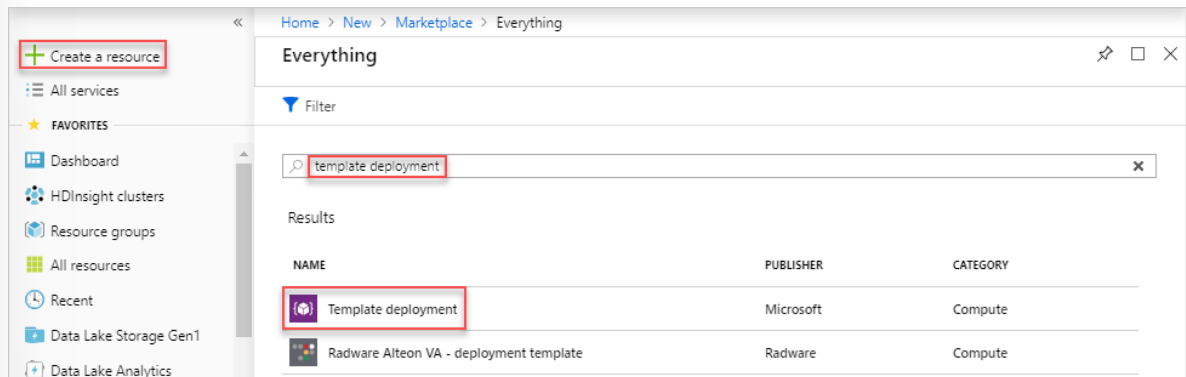 «
Create a resource
All services
FAVORITES
Dashboard
HDInsight clusters
Resource groups
All resources
Recent
Data Lake Storage Gen1
Data Lake Analytics
Home > New > Marketplace > Everything
Everything
Filter
template deployment
Results
NAME PUBLISHER CATEGORY
Template deployment Microsoft Compute
Radware Alteon VA - deployment template Radware Compute